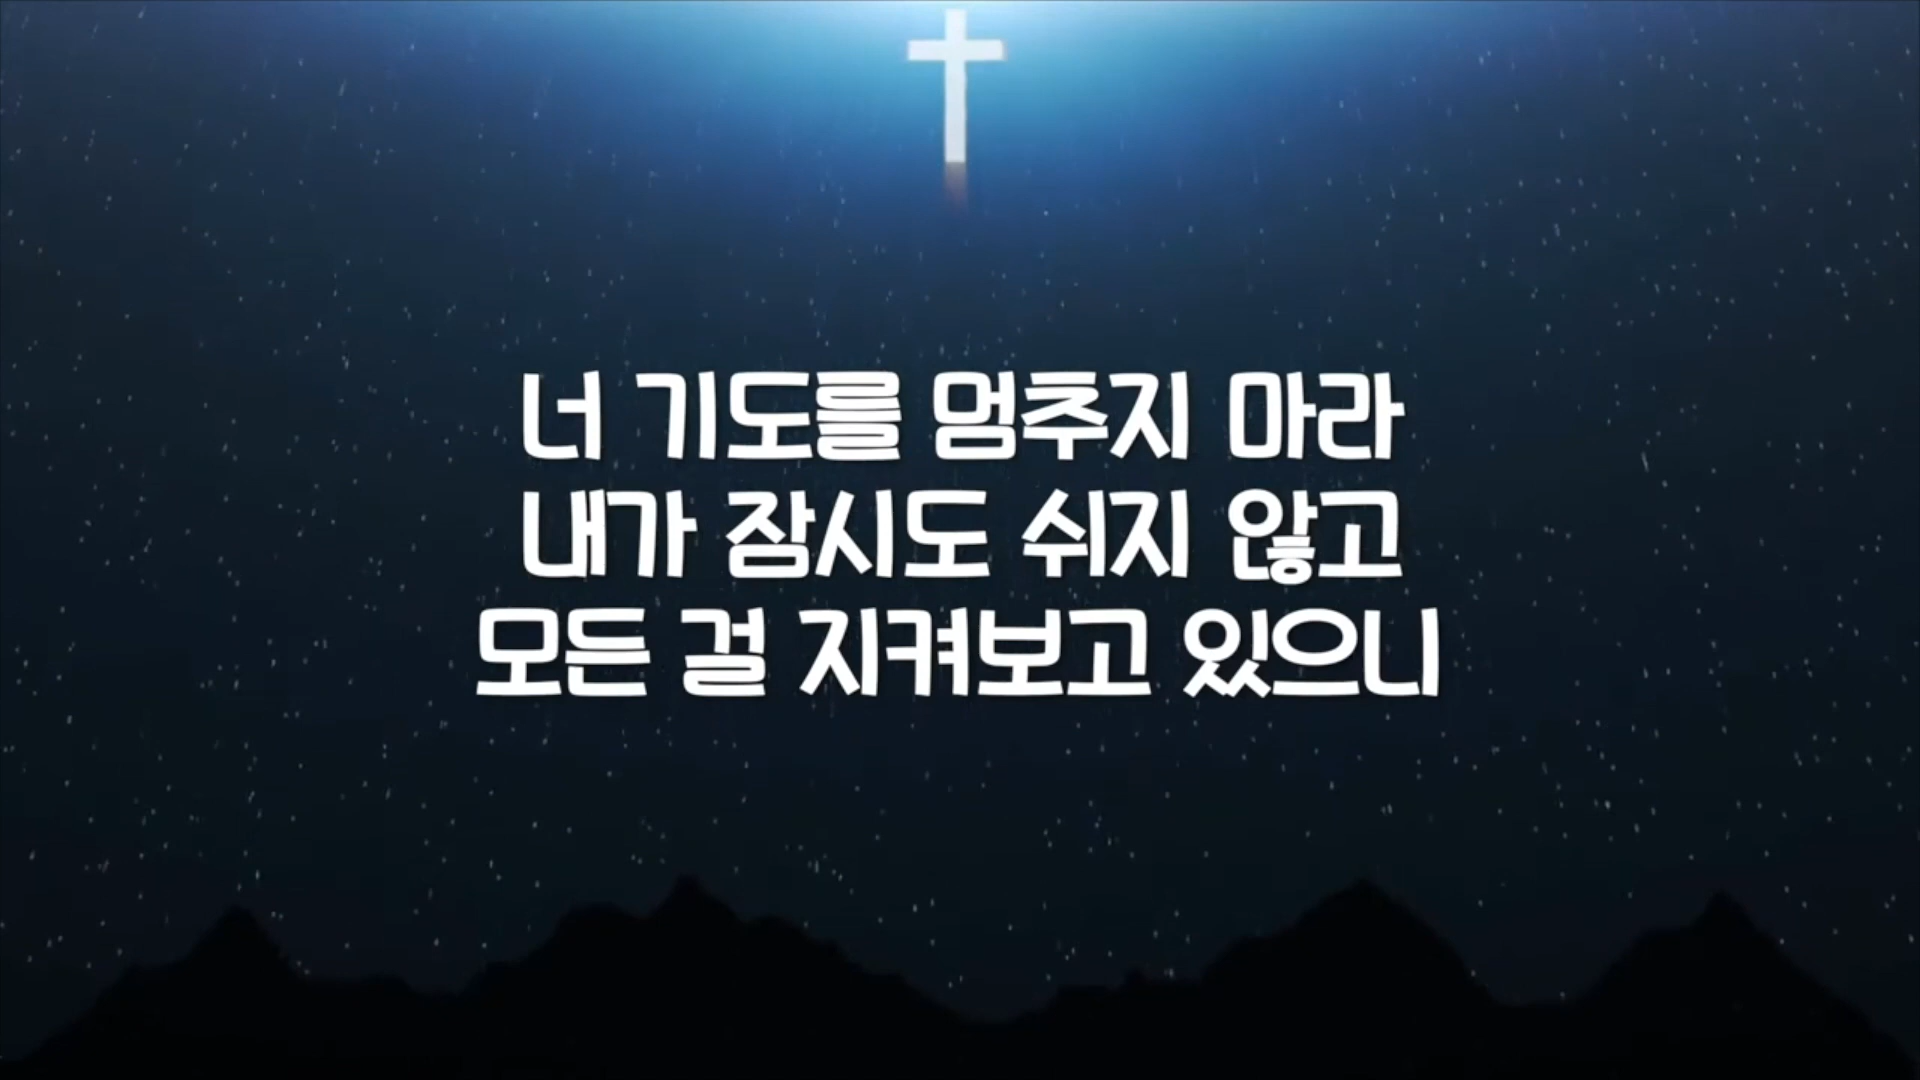 너 기도를 멈추지 마라
내가 잠시도 쉬지 않고
모든 걸 지켜보고 있으니